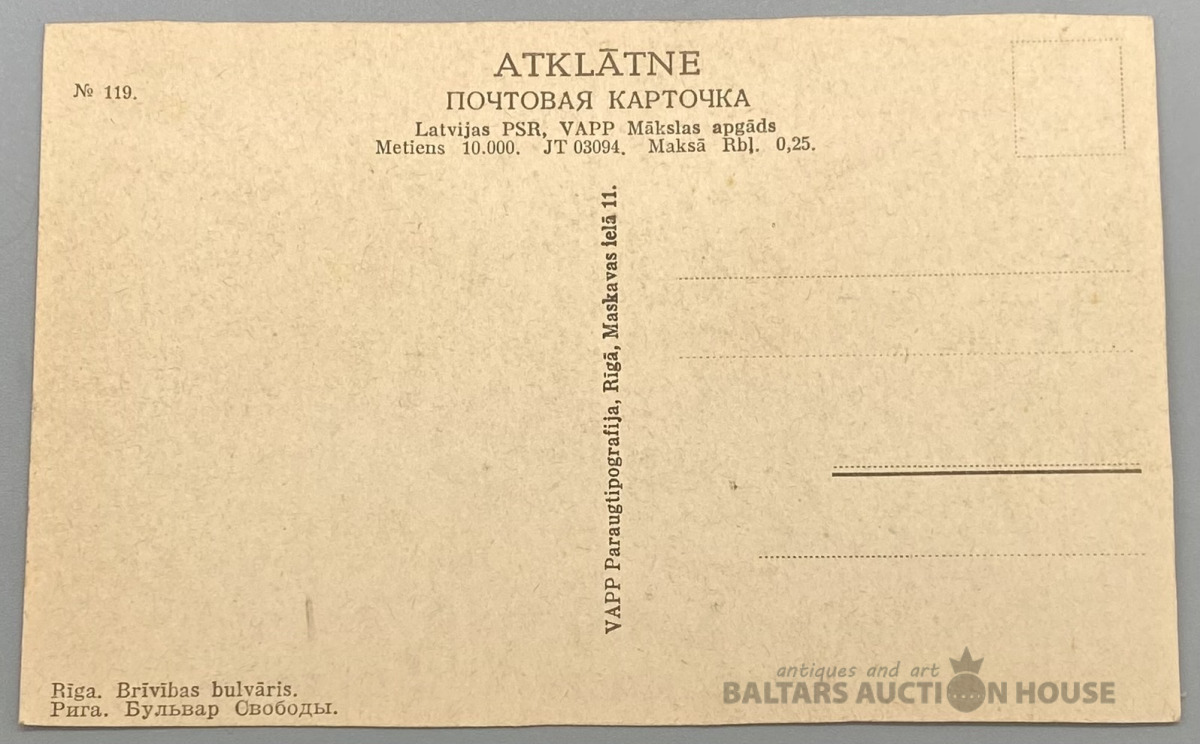 № 119.
ATKLĀTNE
ПОЧТОВАЯ КАРТОЧКА
Latvijas PSR, VAPP Mākslas apgāds
Metiens 10.000. JT 03094. Maksā Rbļ. 0,25.
VAPP Paraugtipografija, Rīgā, Maskavas ielā 11.
Rīga. Brīvības bulvāris.
Рига. Бульвар Свободы.
antiques and art
BALTARS AUCTION HOUSE